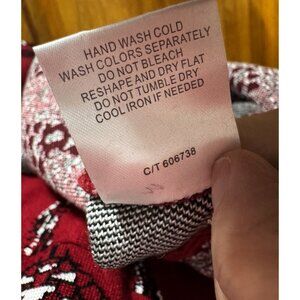 HAND WASH COLD
WASH COLORS SEPARATELY
DO NOT BLEACH
RESHAPE AND DRY FLAT
DO NOT TUMBLE DRY
COOL IRON IF NEEDED
C/T 606738